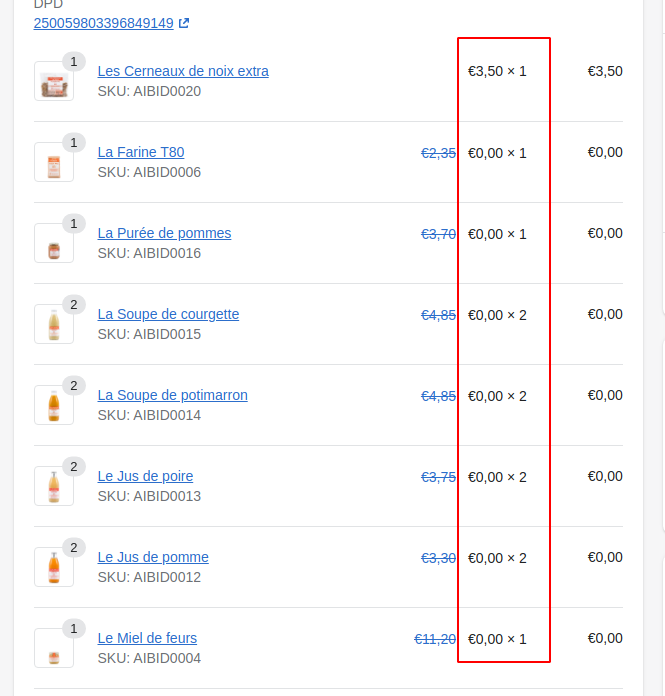 DPD
250059803396849149
1
Les Cerneaux de noix extra €3,50 × 1 €3,50
SKU: AIBID0020
1
La Farine T80 €2,35 €0,00 × 1 €0,00
SKU: AIBID0006
1
La Purée de pommes €3,70 €0,00 × 1 €0,00
SKU: AIBID0016
2
La Soupe de courgette €4,85 €0,00 × 2 €0,00
SKU: AIBID0015
2
La Soupe de potimarron €4,85 €0,00 × 2 €0,00
SKU: AIBID0014
2
Le Jus de poire €3,75 €0,00 × 2 €0,00
SKU: AIBID0013
2
Le Jus de pomme €3,30 €0,00 × 2 €0,00
SKU: AIBID0012
1
Le Miel de feurs €11,20 €0,00 × 1 €0,00
SKU: AIBID0004